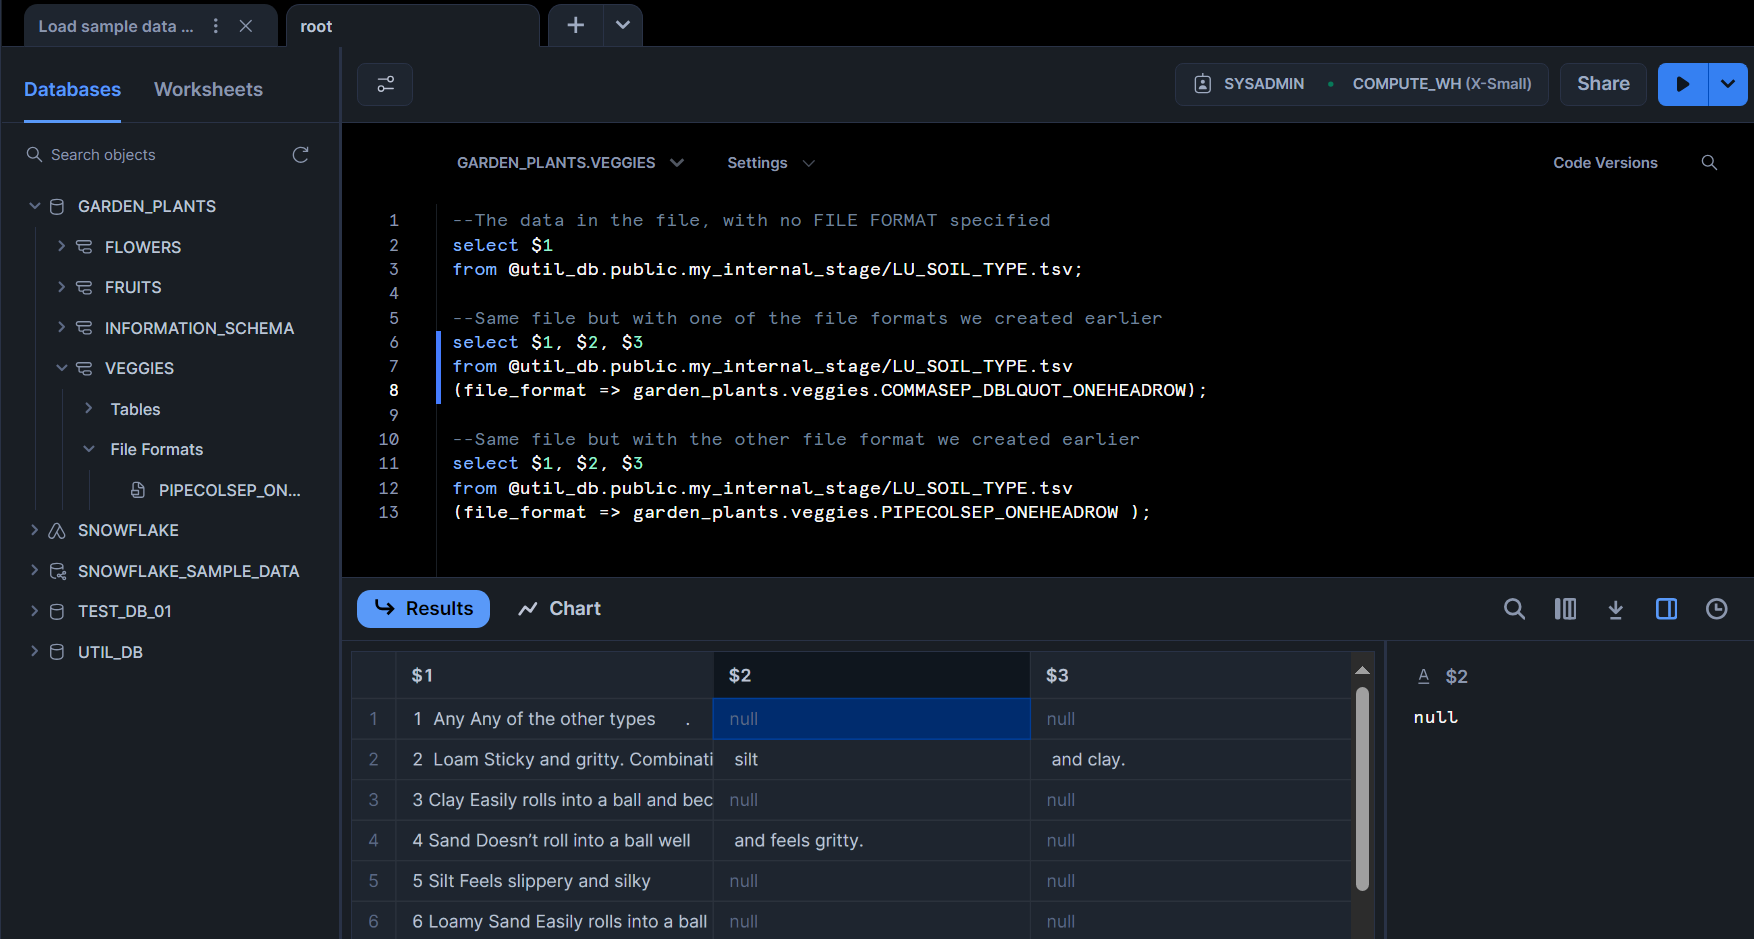 Load sample data ...
root
Databases
Worksheets
SYSADMIN
COMPUTE_WH (X-Small)
Share
Search objects
GARDEN_PLANTS
FLOWERS
FRUITS
INFORMATION_SCHEMA
VEGGIES
Tables
File Formats
PIPECOLSEP_ON...
SNOWFLAKE
SNOWFLAKE_SAMPLE_DATA
TEST_DB_01
UTIL_DB
GARDEN_PLANTS.VEGGIES
Settings
Code Versions
1 --The data in the file, with no FILE FORMAT specified
2 select $1
3 from @util_db.public.my_internal_stage/LU_SOIL_TYPE.tsv;
4
5 --Same file but with one of the file formats we created earlier
6 select $1, $2, $3
7 from @util_db.public.my_internal_stage/LU_SOIL_TYPE.tsv
8 (file_format => garden_plants.veggies.COMMASEP_DBLQUOT_ONEHEADROW);
9
10 --Same file but with the other file format we created earlier
11 select $1, $2, $3
12 from @util_db.public.my_internal_stage/LU_SOIL_TYPE.tsv
13 (file_format => garden_plants.veggies.PIPECOLSEP_ONEHEADROW );
Results
Chart
$1 $2 $3
1 1 Any Any of the other types . null null
2 2 Loam Sticky and gritty. Combinati silt and clay.
3 3 Clay Easily rolls into a ball and bec null null
4 4 Sand Doesn’t roll into a ball well and feels gritty. null
5 5 Silt Feels slippery and silky null null
6 6 Loamy Sand Easily rolls into a ball null null
A $2
null